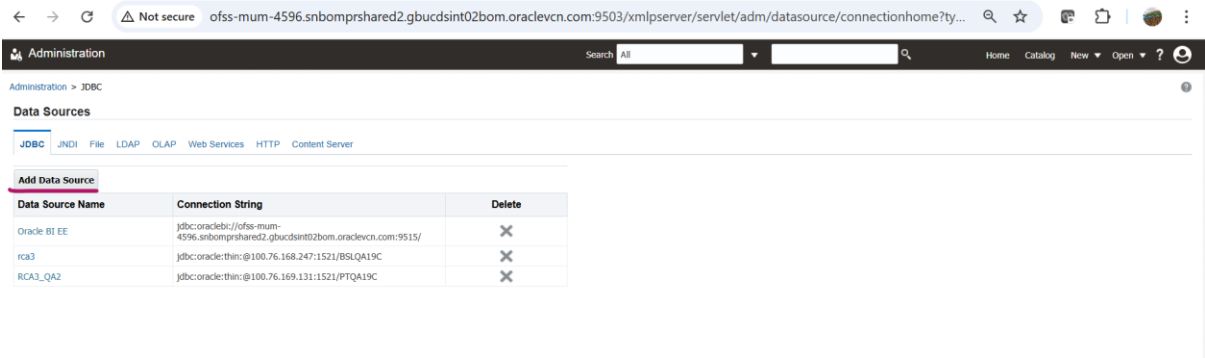 Not secure ofss-mum-4596.snbomprshared2.gbucdsint02bom.oraclevcn.com:9503/xmlpserver/servlet/adm/datasource/connectionhome?ty...
Administration Search All Home Catalog New Open ?
Administration > JDBC ?
Data Sources
JDBC JNDI File LDAP OLAP Web Services HTTP Content Server
Add Data Source
Data Source Name Connection String Delete
Oracle BI EE jdbc:oraclebi://ofss-mum-
4596.snbomprshared2.gbucdsint02bom.oraclevcn.com:9515/
rca3 jdbc:oracle:thin:@100.76.168.247:1521/BSLQA19C
RCA3_QA2 jdbc:oracle:thin:@100.76.169.131:1521/PTQA19C